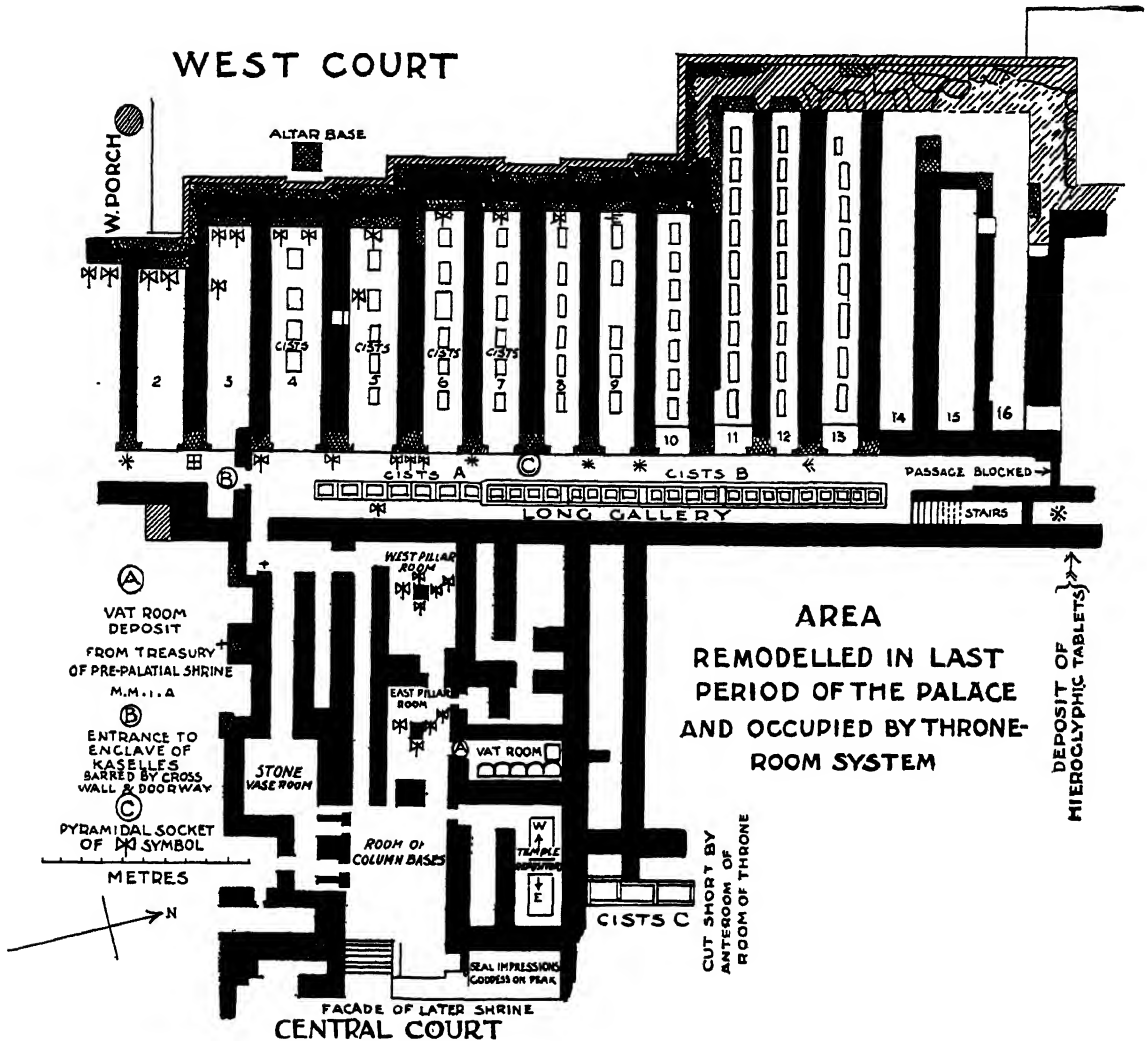 WEST COURT
W. PORCH
ALTAR BASE
CISTS
CISTS
CISTS
CISTS
2
3
4
5
6
7
8
9
10
11
12
13
14
15
16
B
CISTS A
C
CISTS B
PASSAGE BLOCKED→
LONG GALLERY
STAIRS
WEST PILLAR
ROOM
EAST PILLAR
ROOM
A
VAT ROOM
STONE
VASE ROOM
ROOM OF
COLUMN BASES
W
TEMPLE
E
CISTS C
SEAL IMPRESSIONS
GODDESS ON PEAK
FACADE OF LATER SHRINE
CENTRAL COURT
A
VAT ROOM
DEPOSIT
FROM TREASURY
OF PRE-PALATIAL SHRINE
M.M.I.A
B
ENTRANCE TO
ENCLAVE OF
KASELLES
BARRED BY CROSS
WALL & DOORWAY
C
PYRAMIDAL SOCKET
OF SYMBOL
METRES
N
AREA
REMODELLED IN LAST
PERIOD OF THE PALACE
AND OCCUPIED BY THRONE-
ROOM SYSTEM
CUT SHORT BY
ANTEROOM OF
ROOM OF THRONE
DEPOSIT OF
HIEROGLYPHIC TABLETS